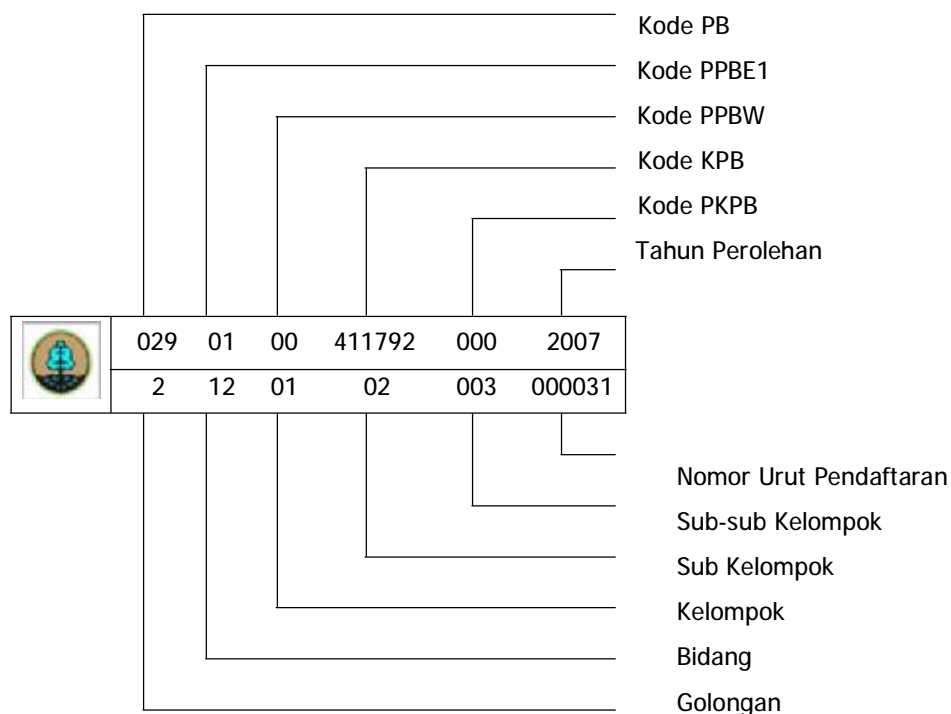 Kode PB
Kode PPBE1
Kode PPBW
Kode KPB
Kode PKPB
Tahun Perolehan
029 01 00 411792 000 2007
2 12 01 02 003 000031
Nomor Urut Pendaftaran
Sub-sub Kelompok
Sub Kelompok
Kelompok
Bidang
Golongan